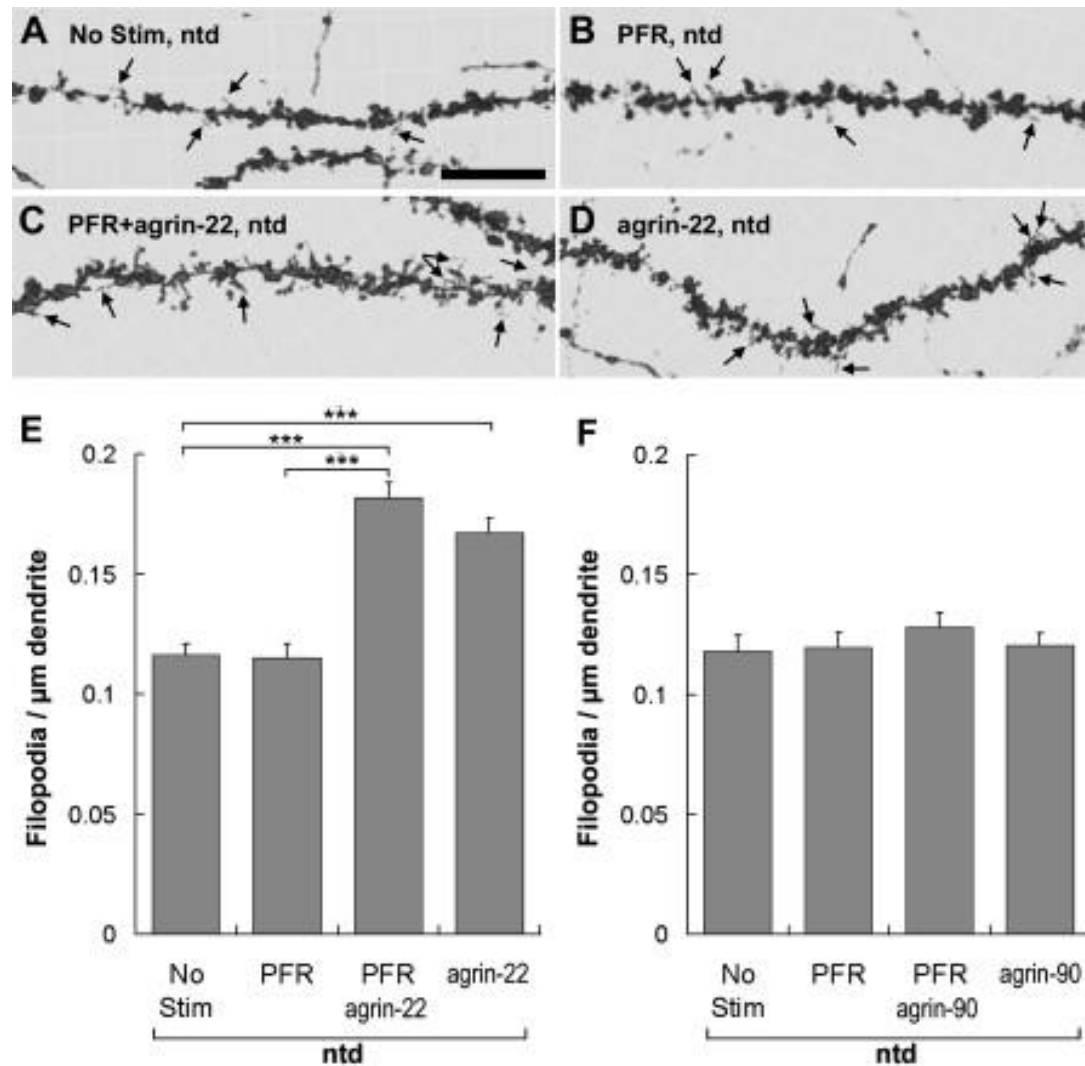 A No Stim, ntd
B PFR, ntd
C PFR+agrin-22, ntd
D agrin-22, ntd
E
***
***
***
0.2
0.15
0.1
0.05
0
Filopodia / µm dendrite
No Stim
PFR
PFR agrin-22
agrin-22
ntd
F
0.2
0.15
0.1
0.05
0
Filopodia / µm dendrite
No Stim
PFR
PFR agrin-90
agrin-90
ntd